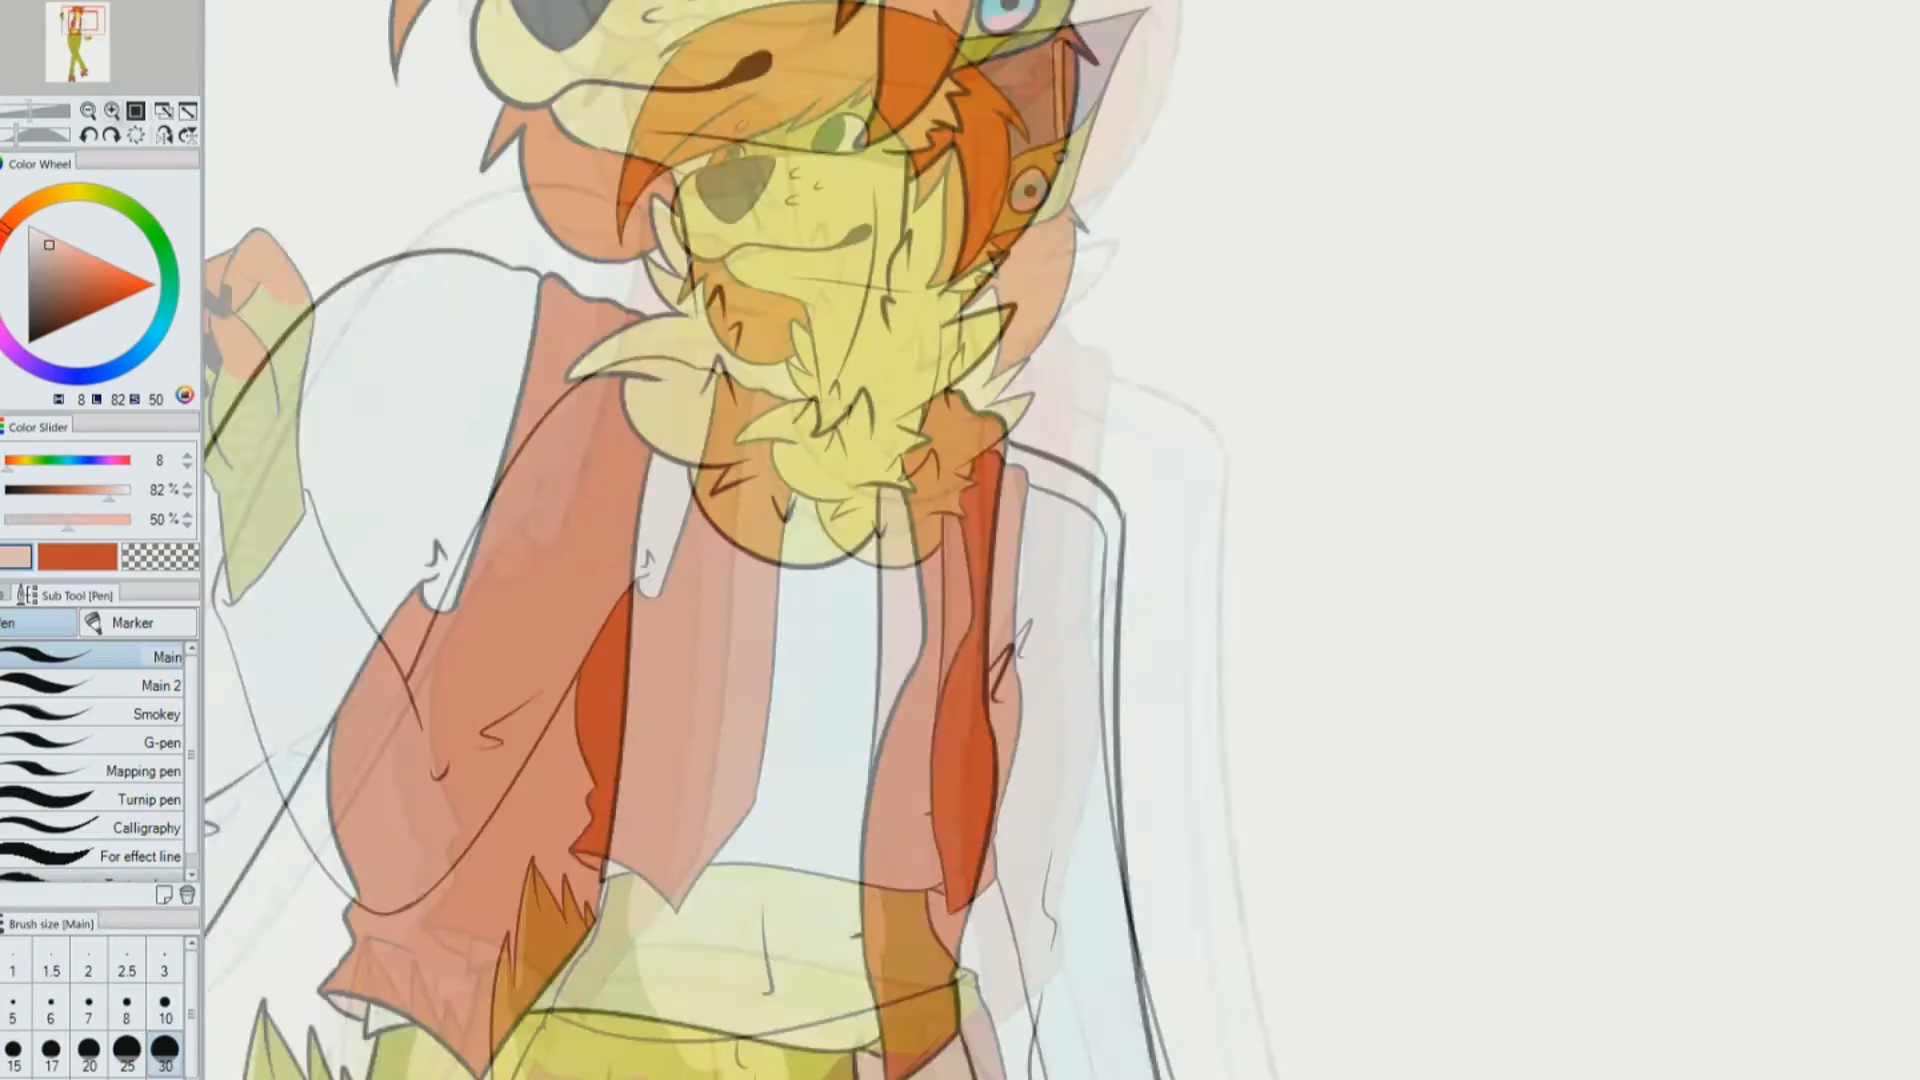 Color Wheel
8 82 50
Color Slider
8
82 %
50 %
Sub Tool [Pen]
Marker
Main
Main 2
Smokey
G-pen
Mapping pen
Turnip pen
Calligraphy
For effect line
Brush size [Main]
1 1.5 2 2.5 3
5 6 7 8 10
15 17 20 25 30